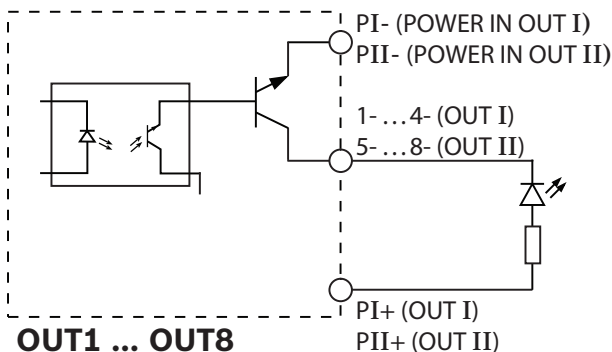 PI- (POWER IN OUT I)
PII- (POWER IN OUT II)
1- ...4- (OUT I)
5- ...8- (OUT II)
PI+ (OUT I)
PII+ (OUT II)
OUT1 ... OUT8